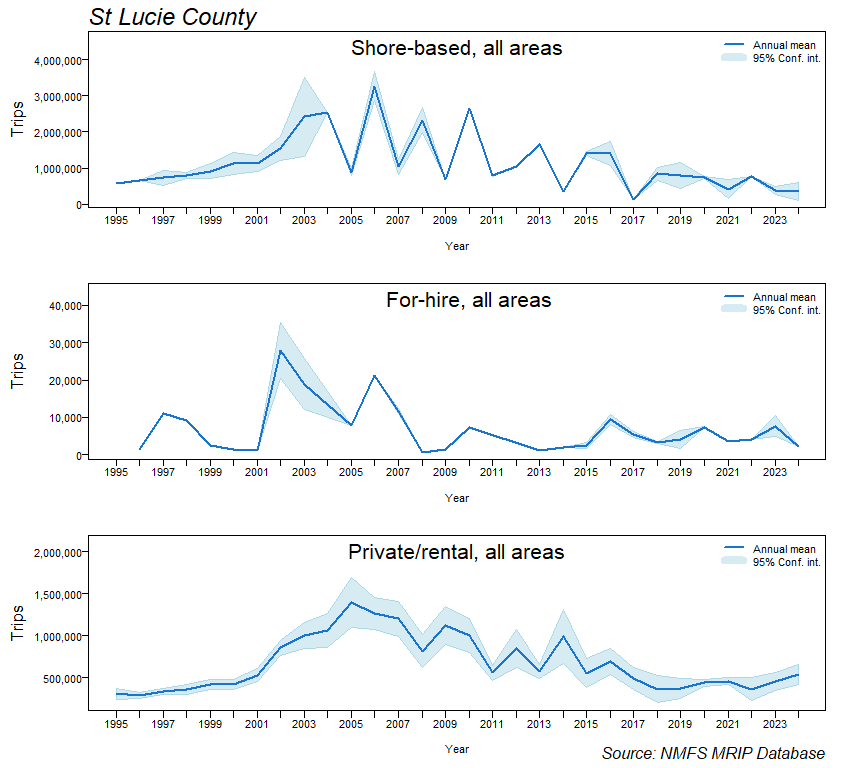 St Lucie County
Shore-based, all areas
Annual mean
95% Conf. int.
Trips
4,000,000
3,000,000
2,000,000
1,000,000
0
1995 1997 1999 2001 2003 2005 2007 2009 2011 2013 2015 2017 2019 2021 2023
Year
For-hire, all areas
Annual mean
95% Conf. int.
Trips
40,000
30,000
20,000
10,000
0
1995 1997 1999 2001 2003 2005 2007 2009 2011 2013 2015 2017 2019 2021 2023
Year
Private/rental, all areas
Annual mean
95% Conf. int.
Trips
2,000,000
1,500,000
1,000,000
500,000
1995 1997 1999 2001 2003 2005 2007 2009 2011 2013 2015 2017 2019 2021 2023
Year
Source: NMFS MRIP Database